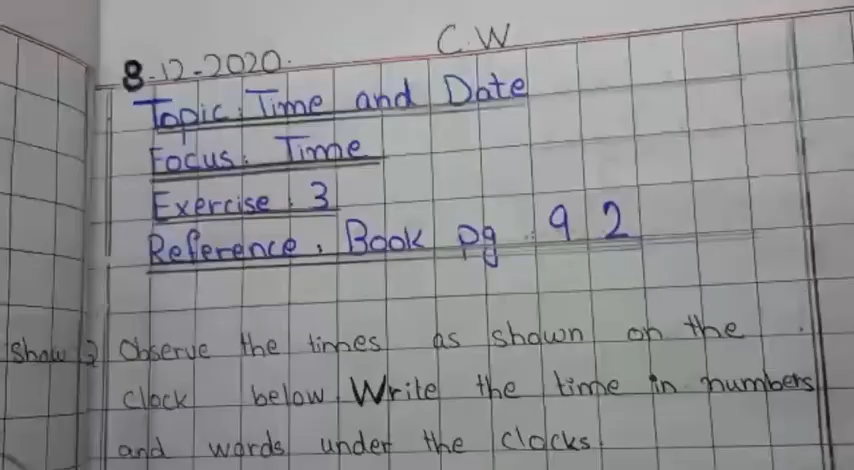 C.W
8-12-2020.
Topic: Time and Date
Focus: Time
Exercise: 3
Reference: Book pg: 92
Show 2 Observe the times as shown on the
clock below. Write the time in numbers
and words under the clocks